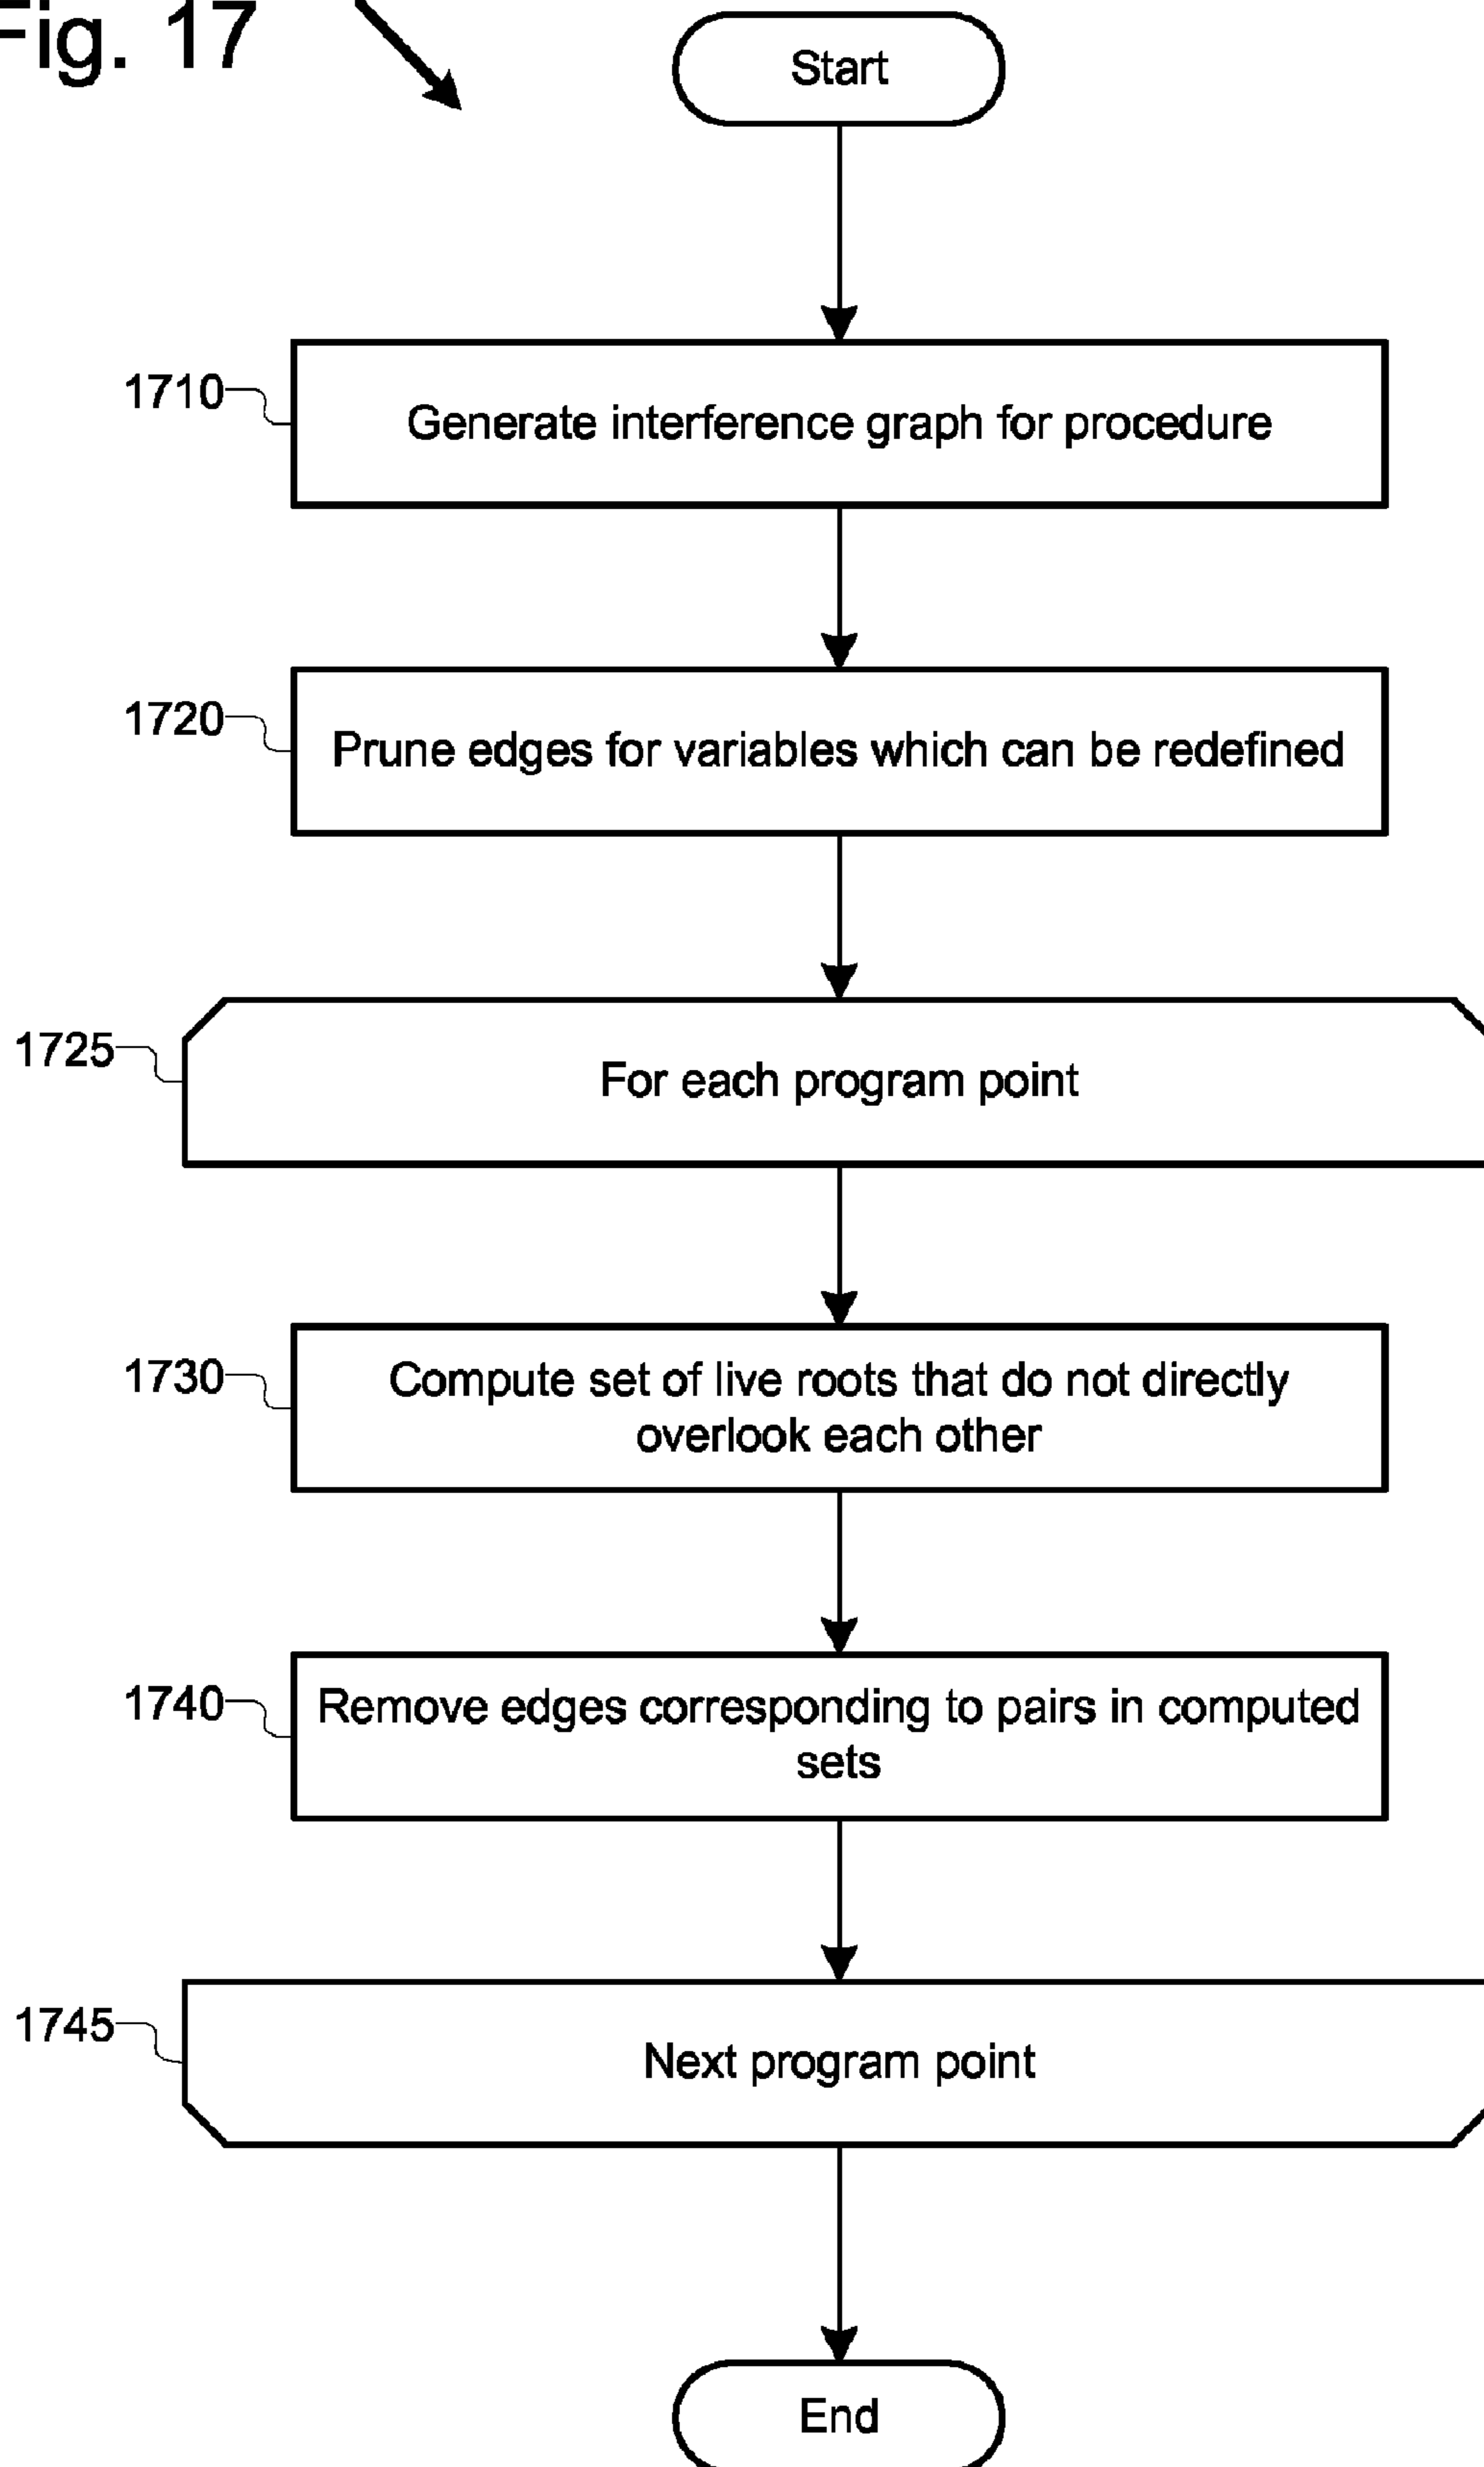 Fig. 17
Start
1710
Generate interference graph for procedure
1720
Prune edges for variables which can be redefined
1725
For each program point
1730
Compute set of live roots that do not directly
overlook each other
1740
Remove edges corresponding to pairs in computed
sets
1745
Next program point
End